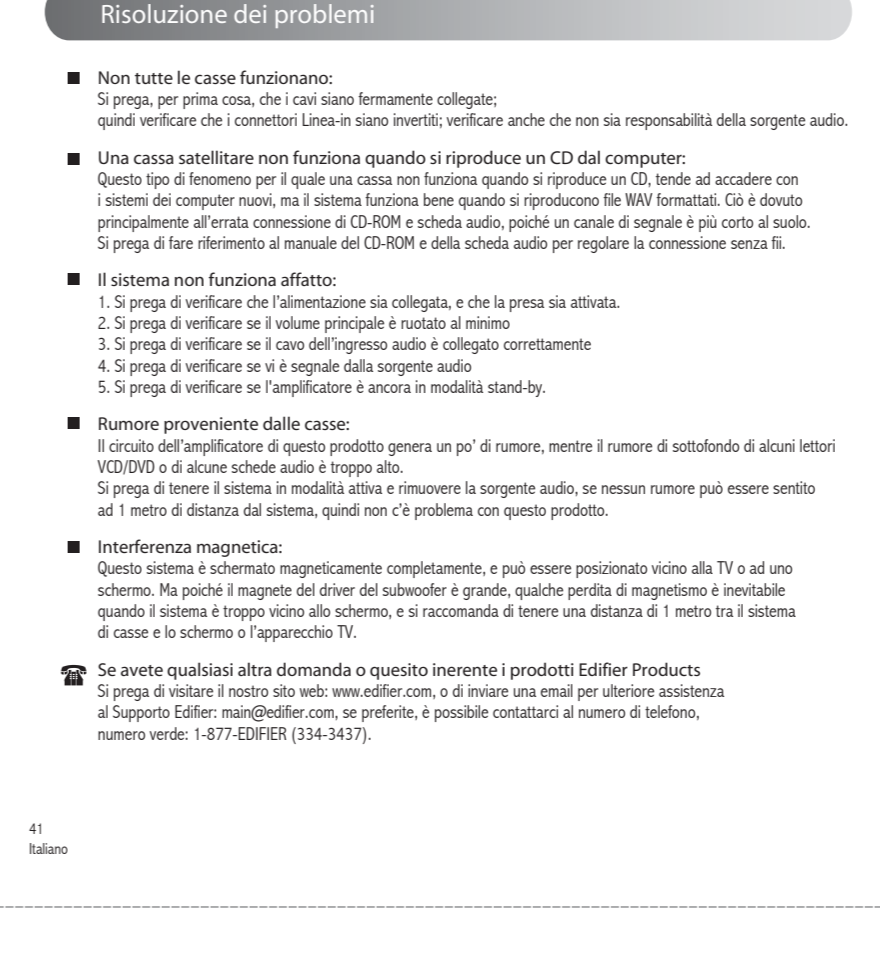 Risoluzione dei problemi
Non tutte le casse funzionano:
Si prega, per prima cosa, che i cavi siano fermamente collegate;
quindi verificare che i connettori Linea-in siano invertiti; verificare anche che non sia responsabilità della sorgente audio.
Una cassa satellitare non funziona quando si riproduce un CD dal computer:
Questo tipo di fenomeno per il quale una cassa non funziona quando si riproduce un CD, tende ad accadere con
i sistemi dei computer nuovi, ma il sistema funziona bene quando si riproducono file WAV formattati. Ciò è dovuto
principalmente all'errata connessione di CD-ROM e scheda audio, poiché un canale di segnale è più corto al suolo.
Si prega di fare riferimento al manuale del CD-ROM e della scheda audio per regolare la connessione senza fii.
Il sistema non funziona affatto:
1. Si prega di verificare che l'alimentazione sia collegata, e che la presa sia attivata.
2. Si prega di verificare se il volume principale è ruotato al minimo
3. Si prega di verificare se il cavo dell'ingresso audio è collegato correttamente
4. Si prega di verificare se vi è segnale dalla sorgente audio
5. Si prega di verificare se l'amplificatore è ancora in modalità stand-by.
Rumore proveniente dalle casse:
Il circuito dell'amplificatore di questo prodotto genera un po' di rumore, mentre il rumore di sottofondo di alcuni lettori
VCD/DVD o di alcune schede audio è troppo alto.
Si prega di tenere il sistema in modalità attiva e rimuovere la sorgente audio, se nessun rumore può essere sentito
ad 1 metro di distanza dal sistema, quindi non c'è problema con questo prodotto.
Interferenza magnetica:
Questo sistema è schermato magneticamente completamente, e può essere posizionato vicino alla TV o ad uno
schermo. Ma poiché il magnete del driver del subwoofer è grande, qualche perdita di magnetismo è inevitabile
quando il sistema è troppo vicino allo schermo, e si raccomanda di tenere una distanza di 1 metro tra il sistema
di casse e lo schermo o l'apparecchio TV.
Se avete qualsiasi altra domanda o quesito inerente i prodotti Edifier Products
Si prega di visitare il nostro sito web: www.edifier.com, o di inviare una email per ulteriore assistenza
al Supporto Edifier: main@edifier.com, se preferite, è possibile contattarci al numero di telefono,
numero verde: 1-877-EDIFIER (334-3437).
41
Italiano